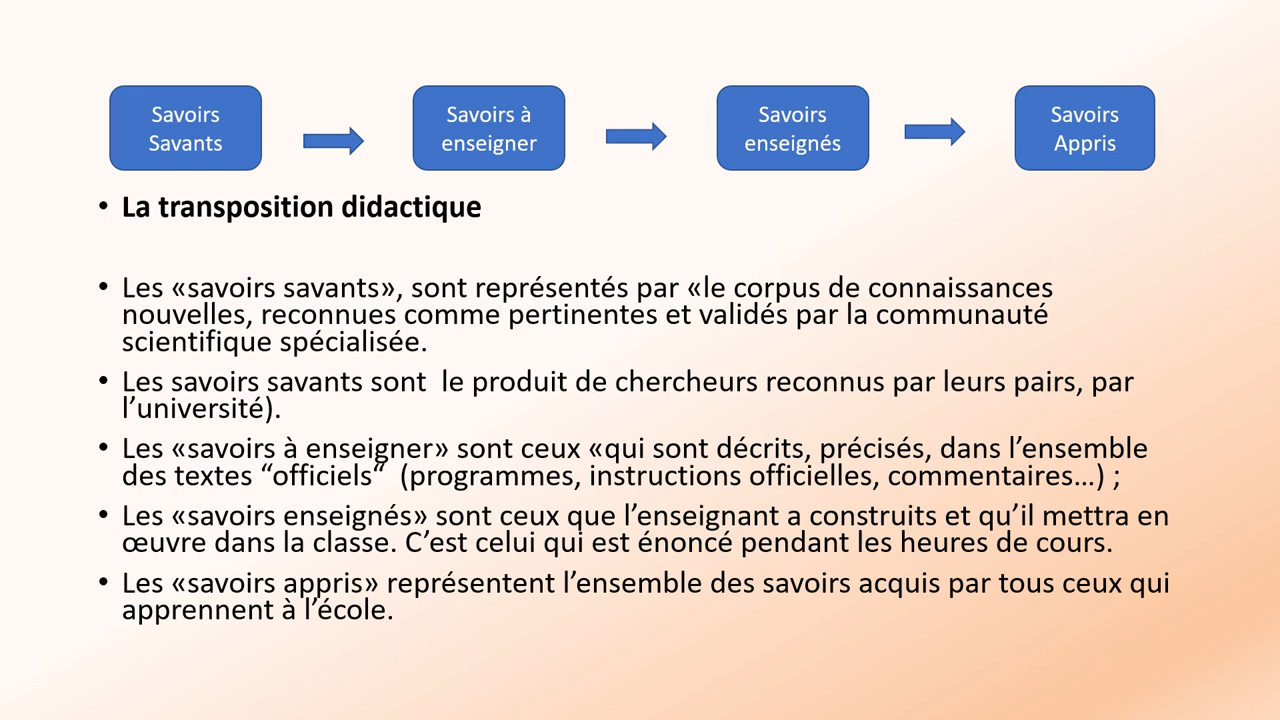 Savoirs
Savants
Savoirs à
enseigner
Savoirs
enseignés
Savoirs
Appris
• La transposition didactique
• Les «savoirs savants», sont représentés par «le corpus de connaissances
nouvelles, reconnues comme pertinentes et validés par la communauté
scientifique spécialisée.
• Les savoirs savants sont  le produit de chercheurs reconnus par leurs pairs, par
l’université).
• Les «savoirs à enseigner» sont ceux «qui sont décrits, précisés, dans l’ensemble
des textes “officiels“  (programmes, instructions officielles, commentaires…) ;
• Les «savoirs enseignés» sont ceux que l’enseignant a construits et qu’il mettra en
œuvre dans la classe. C’est celui qui est énoncé pendant les heures de cours.
• Les «savoirs appris» représentent l’ensemble des savoirs acquis par tous ceux qui
apprennent à l’école.